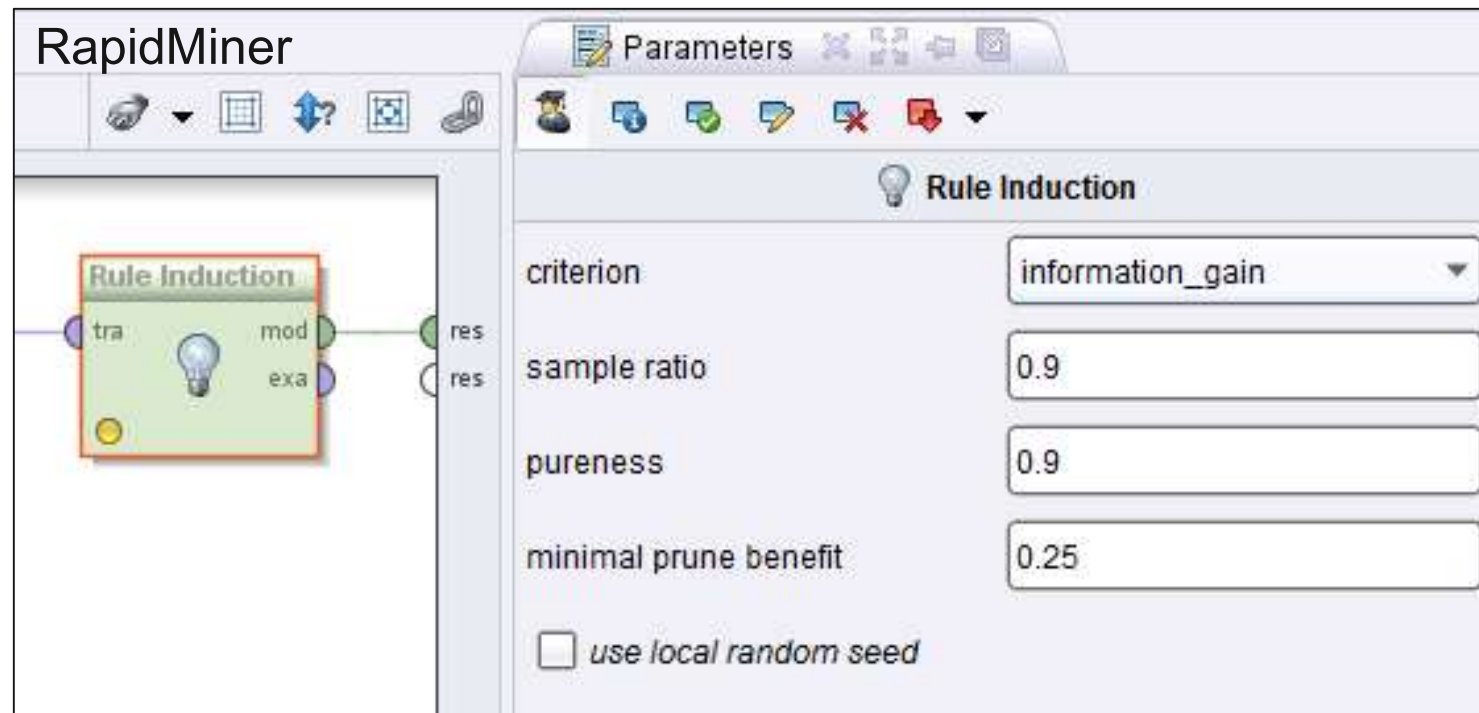 RapidMiner
Parameters
?
Rule Induction
Rule Induction
tra
mod
exa
res
res
criterion
information_gain
sample ratio
0.9
pureness
0.9
minimal prune benefit
0.25
use local random seed